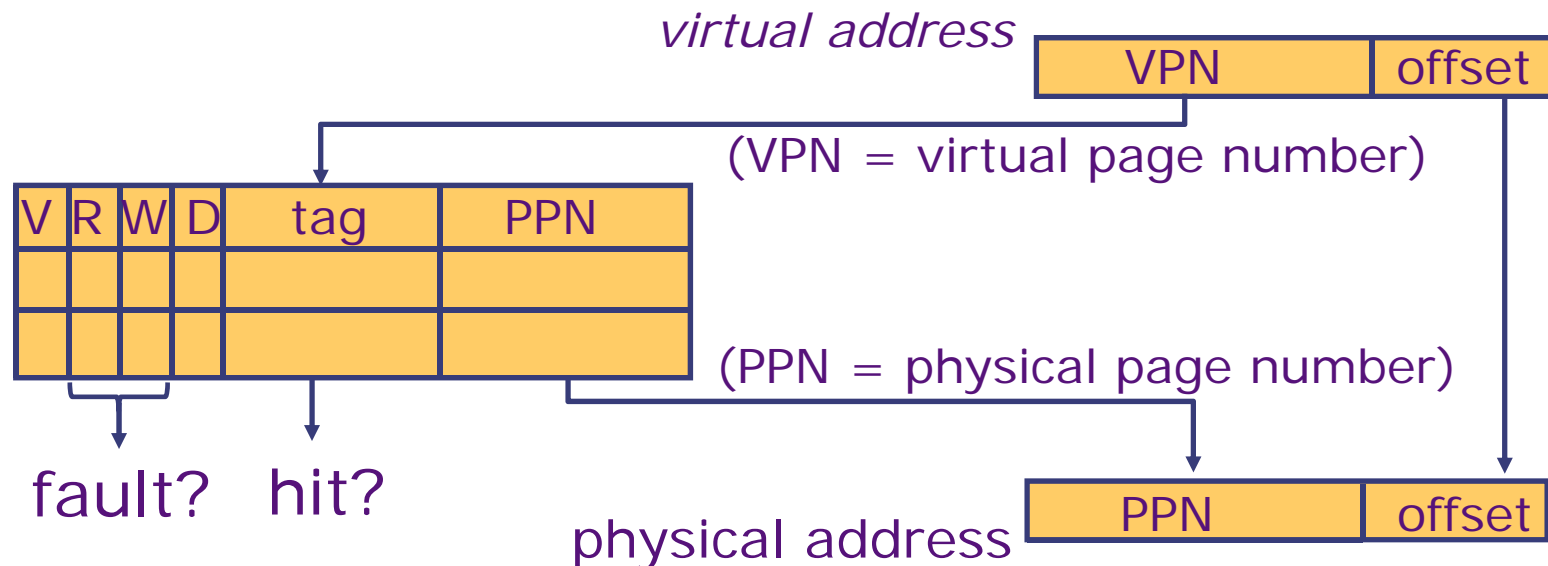 virtual address
VPN offset
(VPN = virtual page number)
V R W D tag PPN
(PPN = physical page number)
fault? hit?
PPN offset
physical address